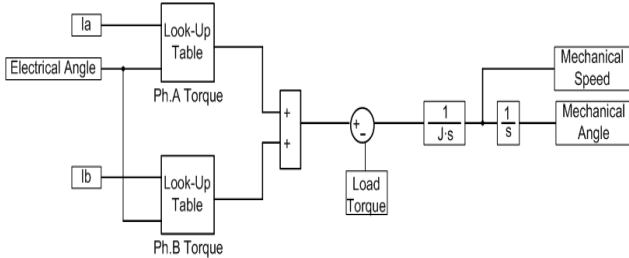 Ia
Look-Up
Table
Electrical Angle
Ph.A Torque
Ib
Look-Up
Table
Ph.B Torque
+
+
+
−
Load
Torque
1
J·s
1
s
Mechanical
Speed
Mechanical
Angle